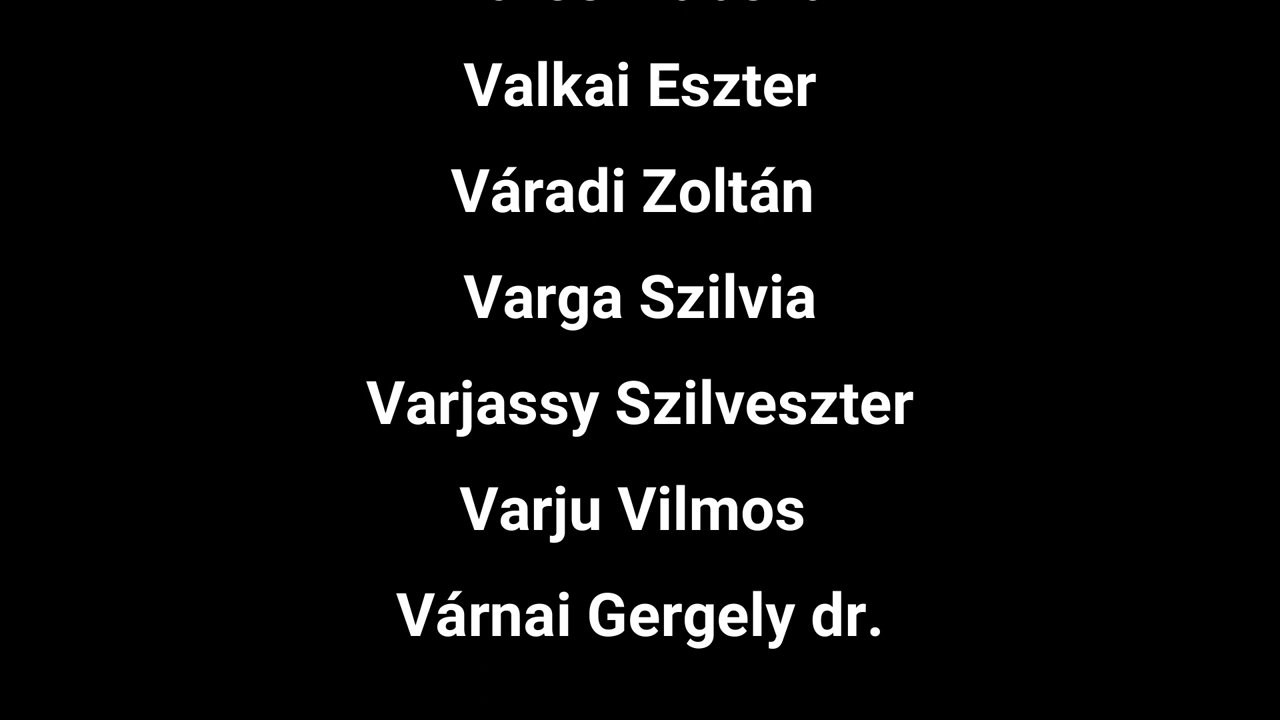 Valkai Eszter
Váradi Zoltán
Varga Szilvia
Varjassy Szilveszter
Varju Vilmos
Várnai Gergely dr.